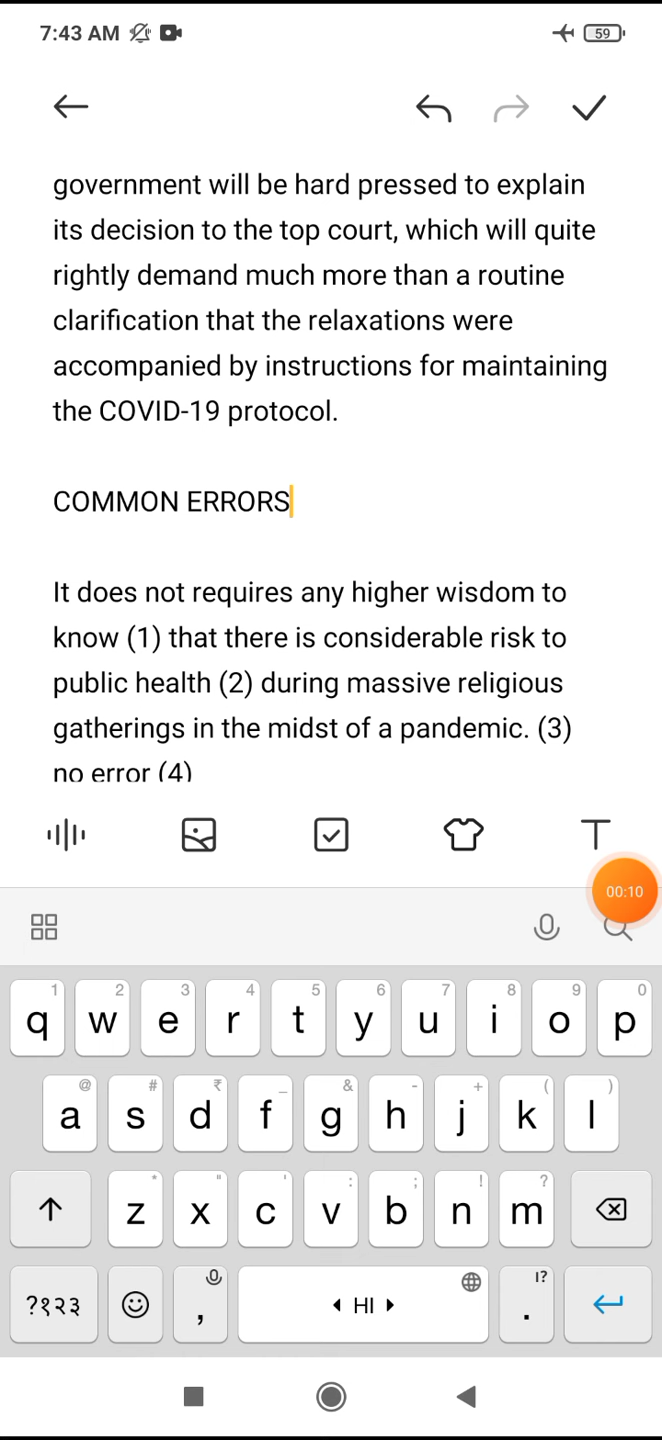 7:43 AM 59
government will be hard pressed to explain
its decision to the top court, which will quite
rightly demand much more than a routine
clarification that the relaxations were
accompanied by instructions for maintaining
the COVID-19 protocol.
COMMON ERRORS
It does not requires any higher wisdom to
know (1) that there is considerable risk to
public health (2) during massive religious
gatherings in the midst of a pandemic. (3)
no error (4)
T
00:10
1 2 3 4 5 6 7 8 9 0
q w e r t y u i o p
@ # ₹ _ & - + ( )
a s d f g h j k l
* " ' : ; ! ?
z x c v b n m
?१२३ , HI . ।?